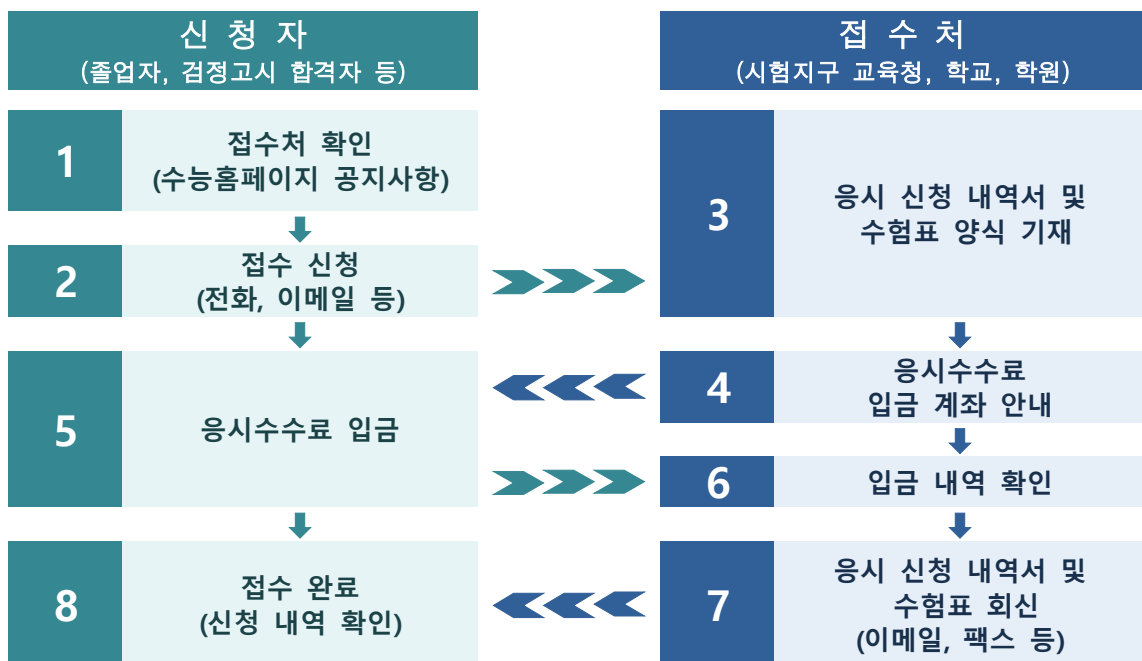 신 청 자
(졸업자, 검정고시 합격자 등)
접 수 처
(시험지구 교육청, 학교, 학원)
1
접수처 확인
(수능홈페이지 공지사항)
2
접수 신청
(전화, 이메일 등)
3
응시 신청 내역서 및
수험표 양식 기재
4
응시수수료
입금 계좌 안내
5
응시수수료 입금
6
입금 내역 확인
7
응시 신청 내역서 및
수험표 회신
(이메일, 팩스 등)
8
접수 완료
(신청 내역 확인)